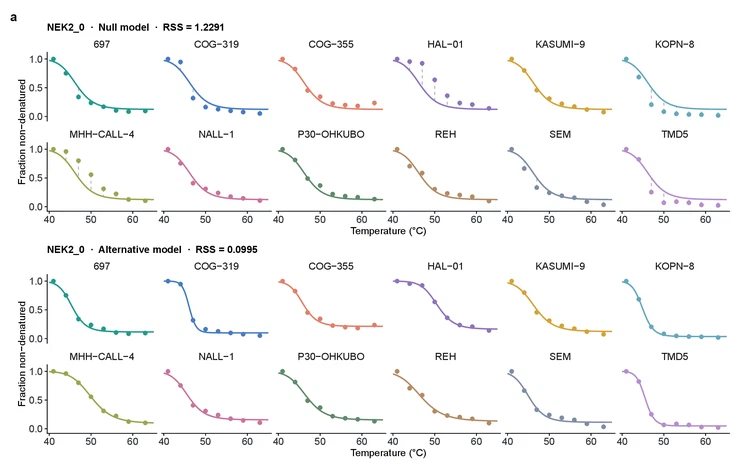 a
NEK2_0 · Null model · RSS = 1.2291
697 COG−319 COG−355 HAL−01 KASUMI−9 KOPN−8
1.0
0.5
0.0
MHH−CALL−4 NALL−1 P30−OHKUBO REH SEM TMD5
1.0
0.5
0.0
Fraction non−denatured
40 50 60 40 50 60 40 50 60 40 50 60 40 50 60 40 50 60
Temperature (°C)
NEK2_0 · Alternative model · RSS = 0.0995
697 COG−319 COG−355 HAL−01 KASUMI−9 KOPN−8
1.0
0.5
0.0
MHH−CALL−4 NALL−1 P30−OHKUBO REH SEM TMD5
1.0
0.5
0.0
Fraction non−denatured
40 50 60 40 50 60 40 50 60 40 50 60 40 50 60 40 50 60
Temperature (°C)